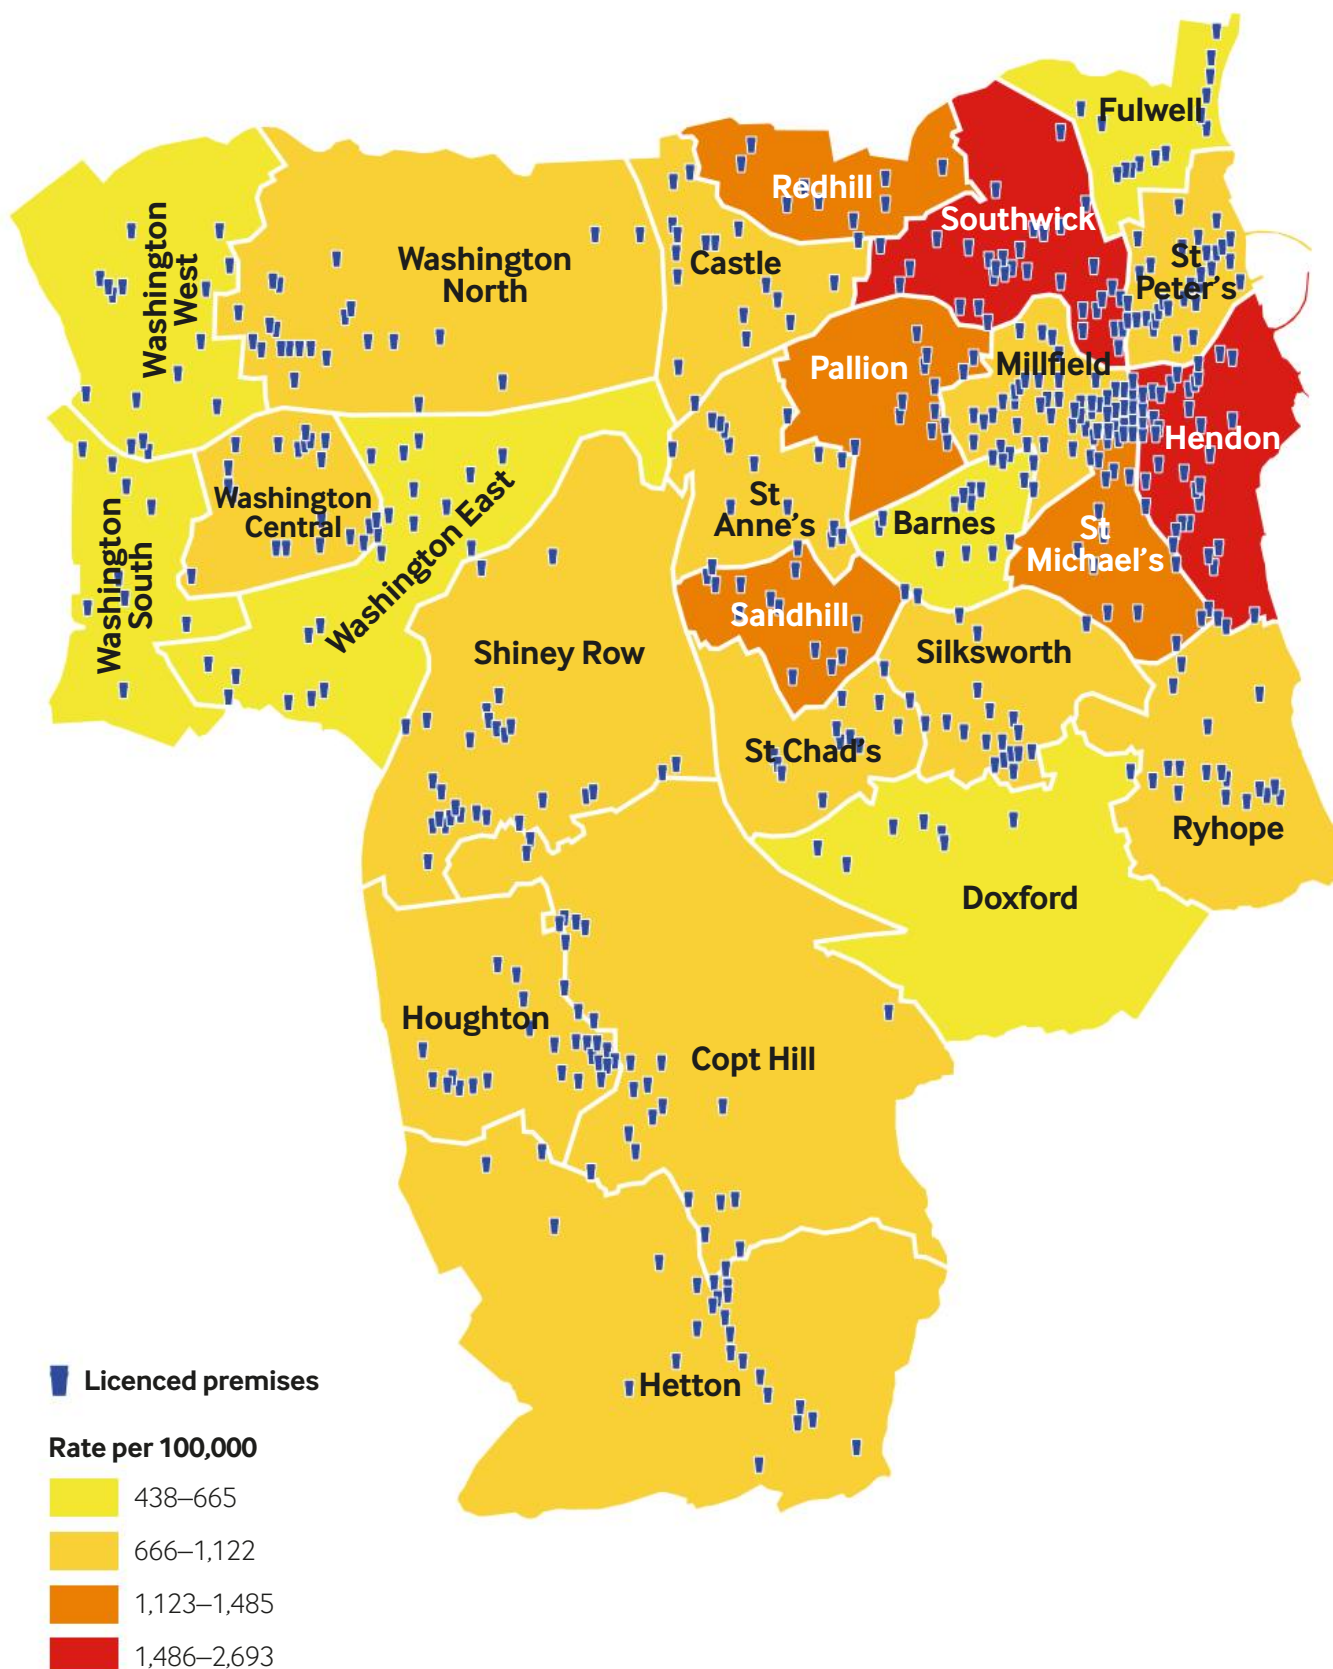 Fulwell
Redhill
Southwick
Washington
West
Washington
North
Castle
St
Peter's
Pallion
Millfield
Hendon
Washington
Central
Washington East
St
Anne's
Barnes
St
Michael's
Washington
South
Sandhill
Shiney Row
Silksworth
St Chad's
Ryhope
Doxford
Houghton
Copt Hill
Hetton
Licenced premises
Rate per 100,000
438–665
666–1,122
1,123–1,485
1,486–2,693